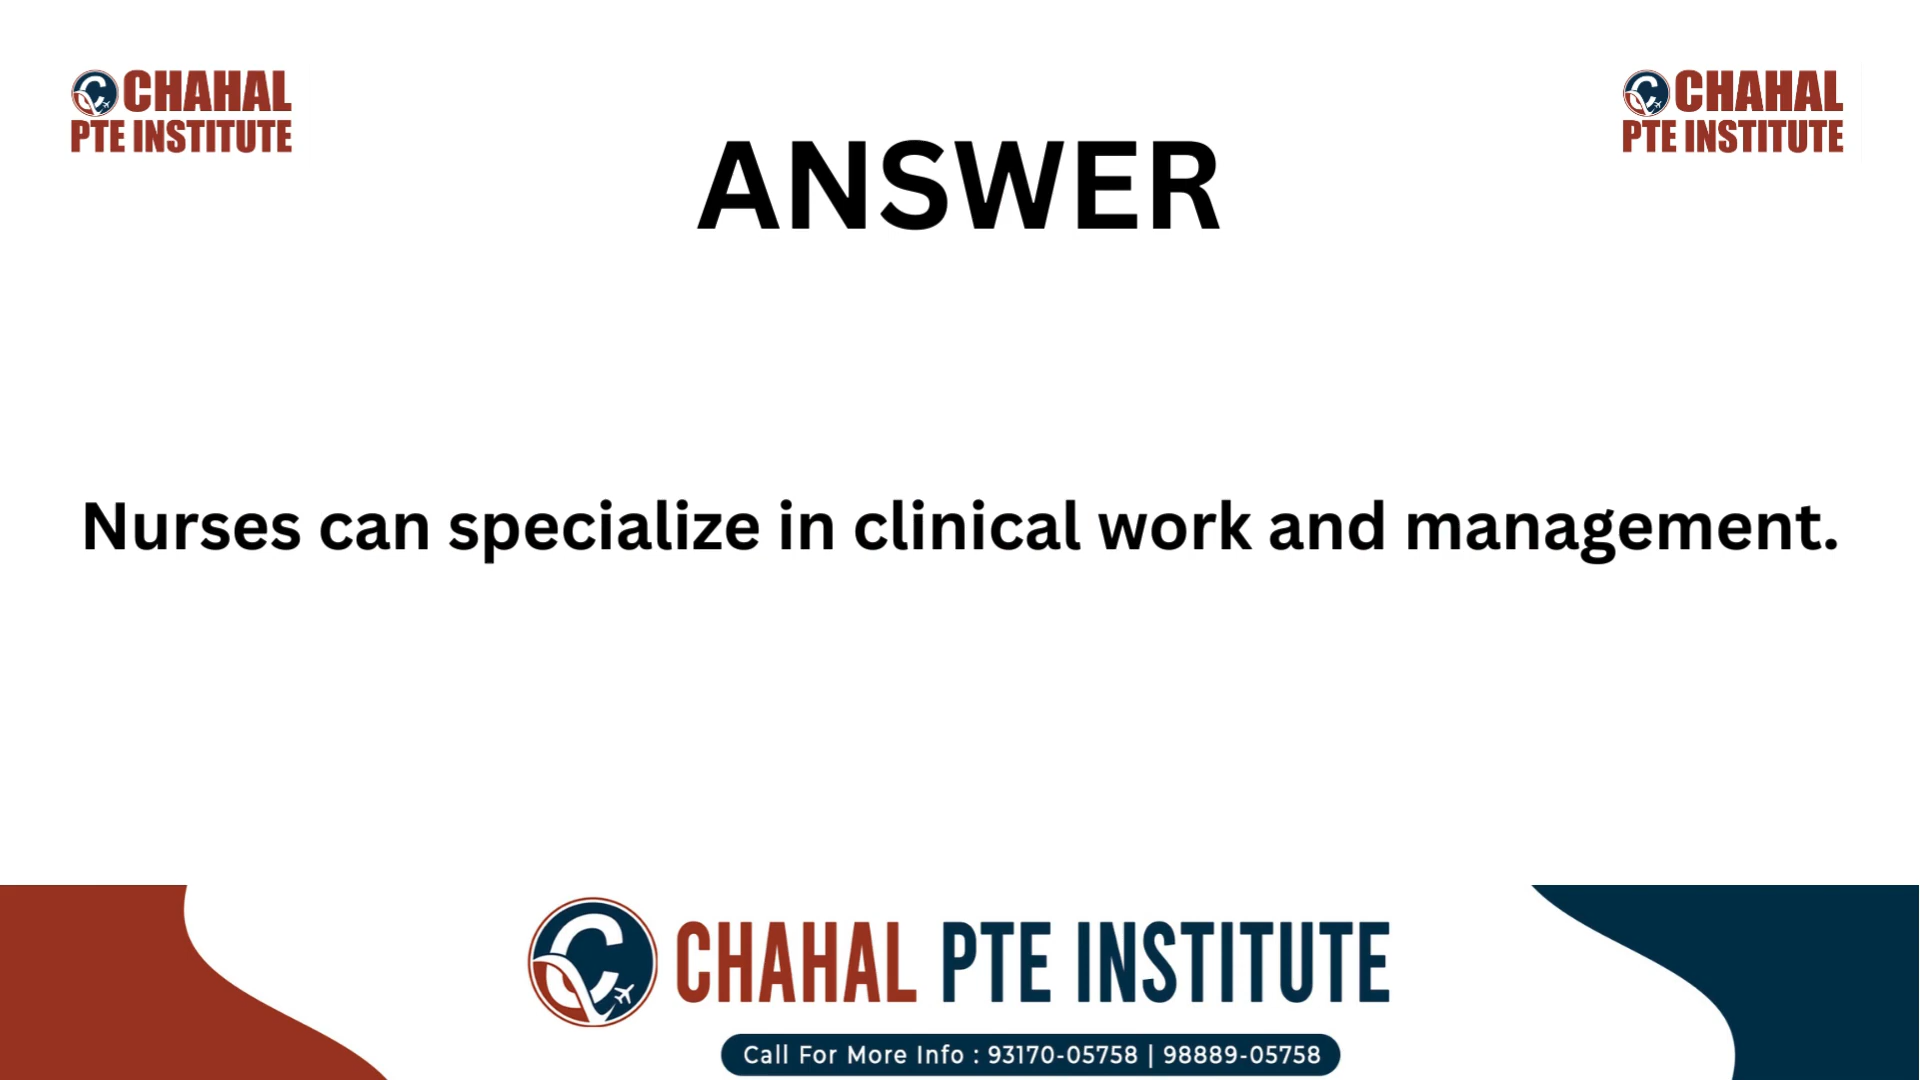 CHAHAL
PTE INSTITUTE
CHAHAL
PTE INSTITUTE
ANSWER
Nurses can specialize in clinical work and management.
CHAHAL PTE INSTITUTE
Call For More Info : 93170-05758 | 98889-05758